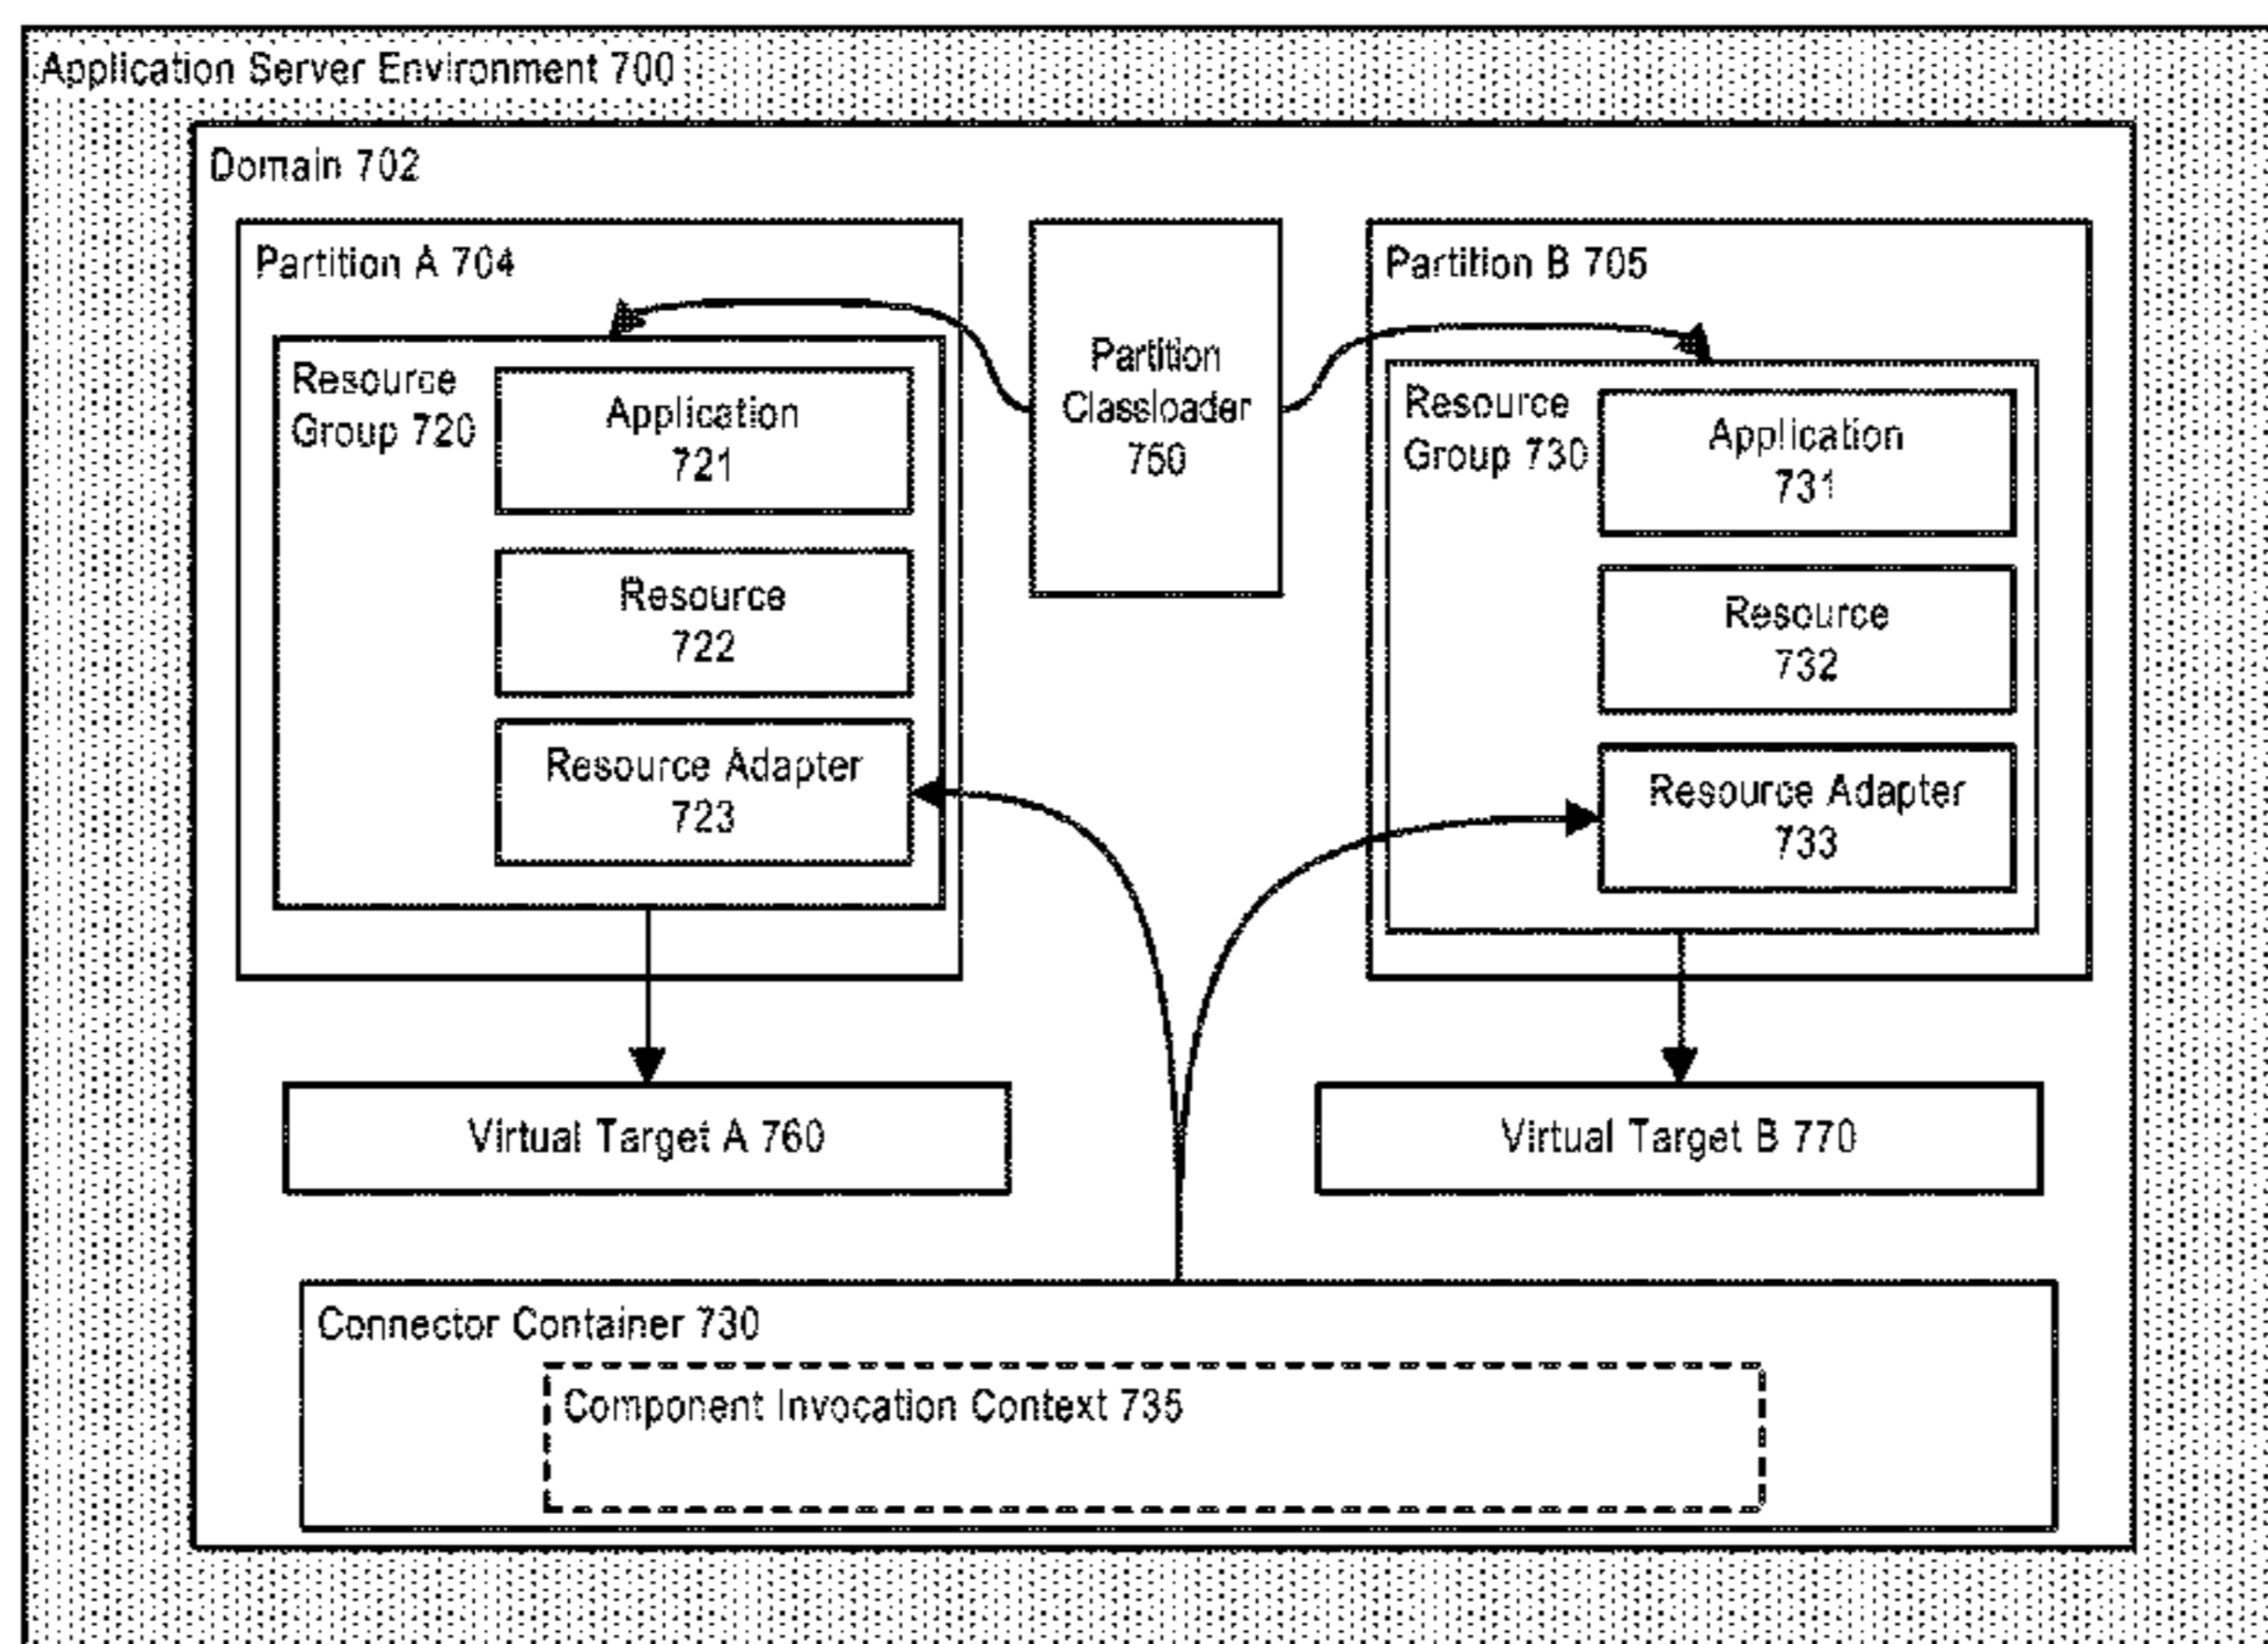 Application Server Environment 700
Domain 702
Partition A 704
Resource
Group 720
Application
721
Resource
722
Resource Adapter
723
Partition
Classloader
750
Partition B 705
Resource
Group 730
Application
731
Resource
732
Resource Adapter
733
Virtual Target A 760
Virtual Target B 770
Connector Container 730
Component Invocation Context 735